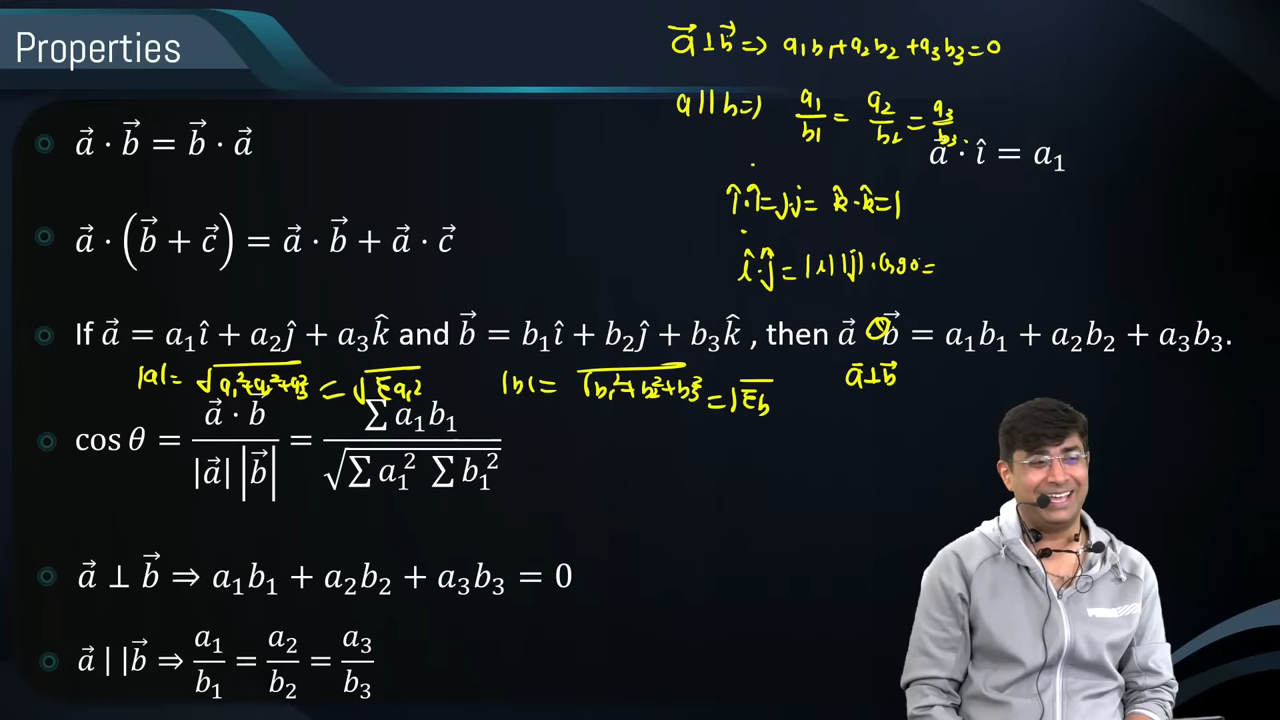 Properties
a⃗ ⊥ b⃗ => a₁b₁+a₂b₂+a₃b₃=0
a||b => a₁/b₁ = a₂/b₂ = a₃/b₃
a⃗ · b⃗ = b⃗ · a⃗
a⃗ · î = a₁
î·î=j·j= k̂·k̂=1
a⃗ · (b⃗ + c⃗) = a⃗ · b⃗ + a⃗ · c⃗
î·ĵ = |i||j|·cos90=
If a⃗ = a₁î + a₂ĵ + a₃k̂ and b⃗ = b₁î + b₂ĵ + b₃k̂ , then a⃗ b⃗ = a₁b₁ + a₂b₂ + a₃b₃.
|a|= √(a₁²+a₂²+a₃²) = √(Σa₁²) |b|= √(b₁²+b₂²+b₃²) = √Σb a⃗⊥b⃗
cos θ = (a⃗ · b⃗)/(|a⃗| |b⃗|) = (∑ a₁b₁)/√(∑ a₁² ∑ b₁²)
a⃗ ⊥ b⃗ ⇒ a₁b₁ + a₂b₂ + a₃b₃ = 0
a⃗ | |b⃗ ⇒ a₁/b₁ = a₂/b₂ = a₃/b₃